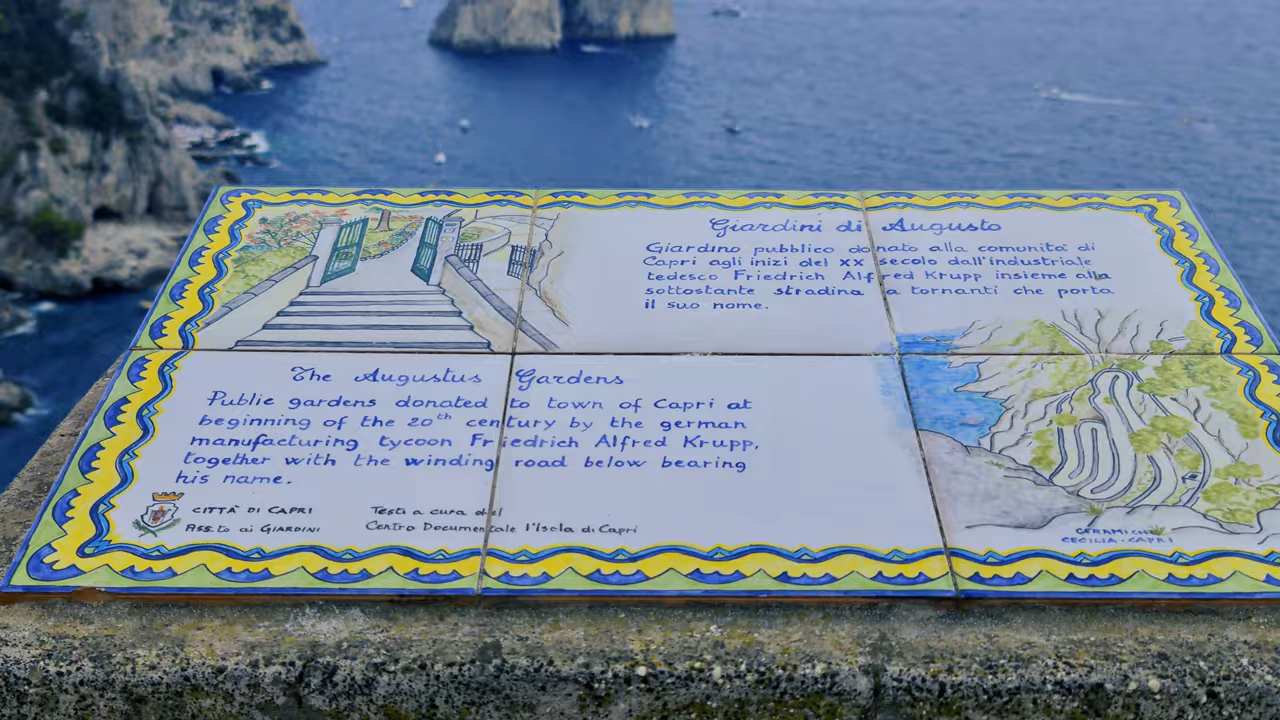 Giardini di Augusto
Giardino pubblico donato alla comunità di
Capri agli inizi del XX secolo dall'industriale
tedesco Friedrich Alfred Krupp insieme alla
sottostante stradina a tornanti che porta
il suo nome.
The Augustus Gardens
Public gardens donated to town of Capri at
beginning of the 20th century by the german
manufacturing tycoon Friedrich Alfred Krupp,
together with the winding road below bearing
his name.
CITTÀ DI CAPRI
Ass.to ai GIARDINI
Testi a cura del
Centro Documentale l'Isola di Capri
CERAMICHE
CECILIA·CAPRI